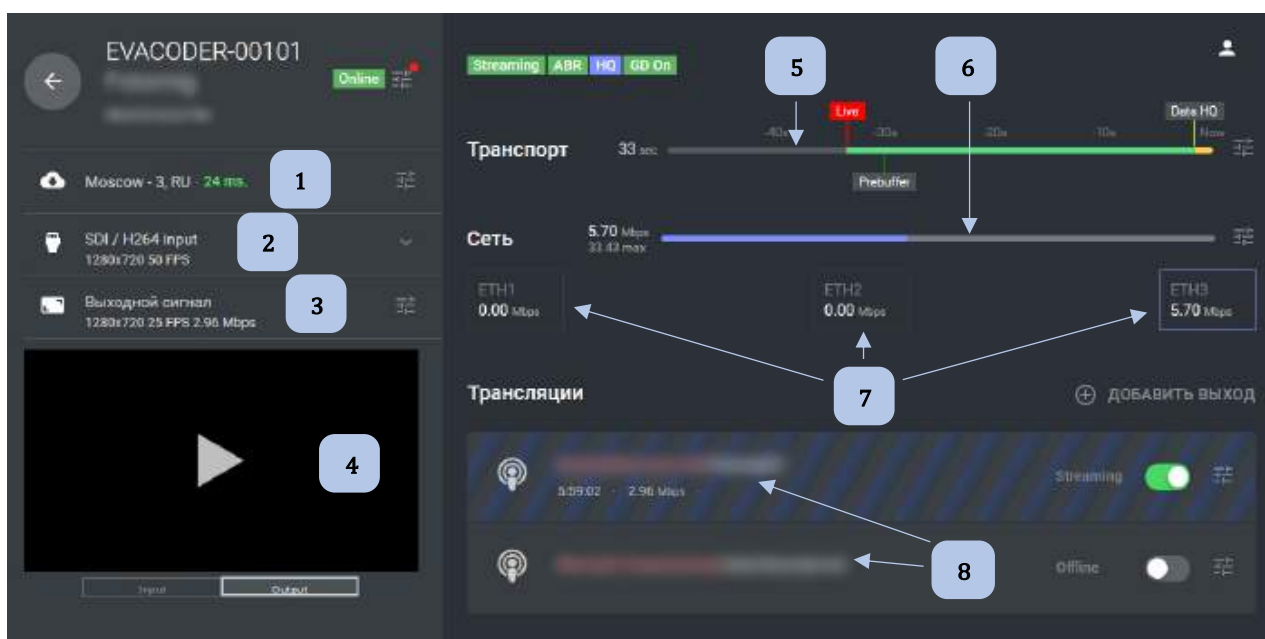 EVACODER-00101
Online
Moscow - 3, RU - 24 ms.
1
SDI / H264 input
1280x720 50 FPS
2
Выходной сигнал
1280x720 25 FPS 2.96 Mbps
3
4
Input
Output
Streaming ABR HQ GD On
5
6
Транспорт
33 sec
-40s
Live
-30s
-20s
10s
Data HQ
Now
Prebuffer
Сеть
5.70 Mbps
33.43 max
ETH1
0.00 Mbps
ETH2
0.00 Mbps
ETH3
5.70 Mbps
7
Трансляции
ДОБАВИТЬ ВЫХОД
5:59:02 · 2.96 Mbps
Streaming
8
Offline